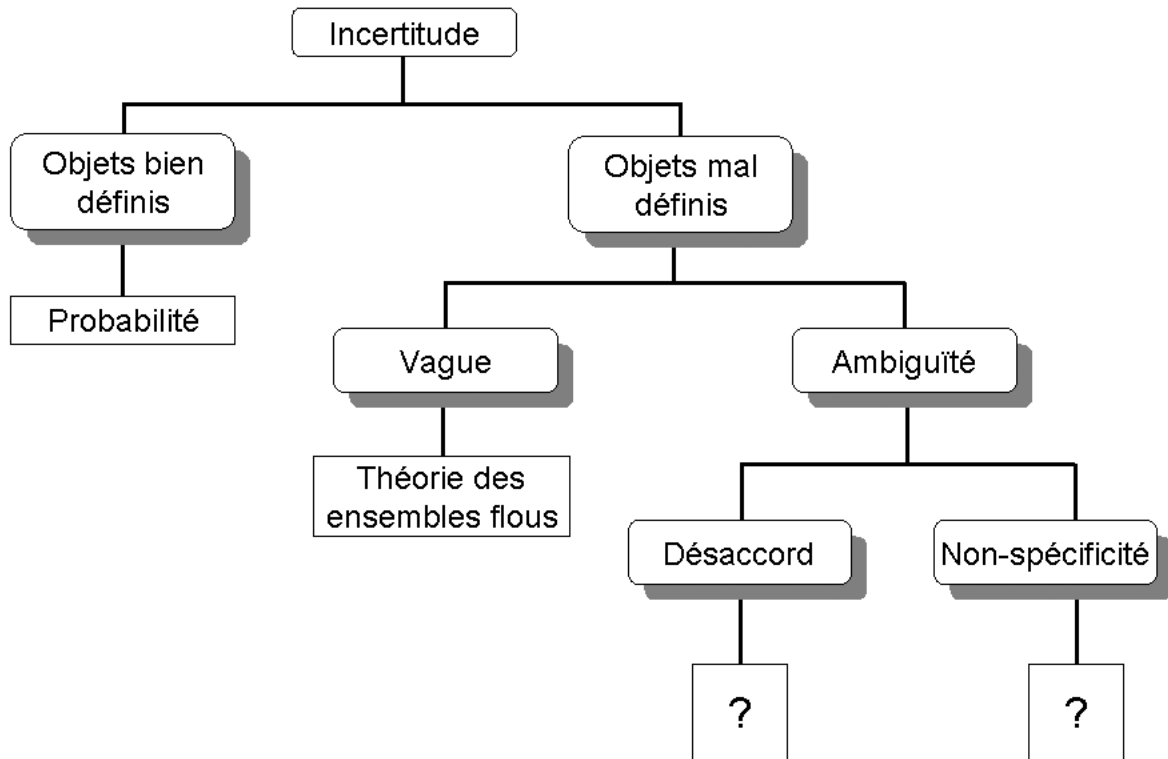 Incertitude
Objets bien
définis
Objets mal
définis
Probabilité
Vague
Ambiguïté
Théorie des
ensembles flous
Désaccord
Non-spécificité
?
?